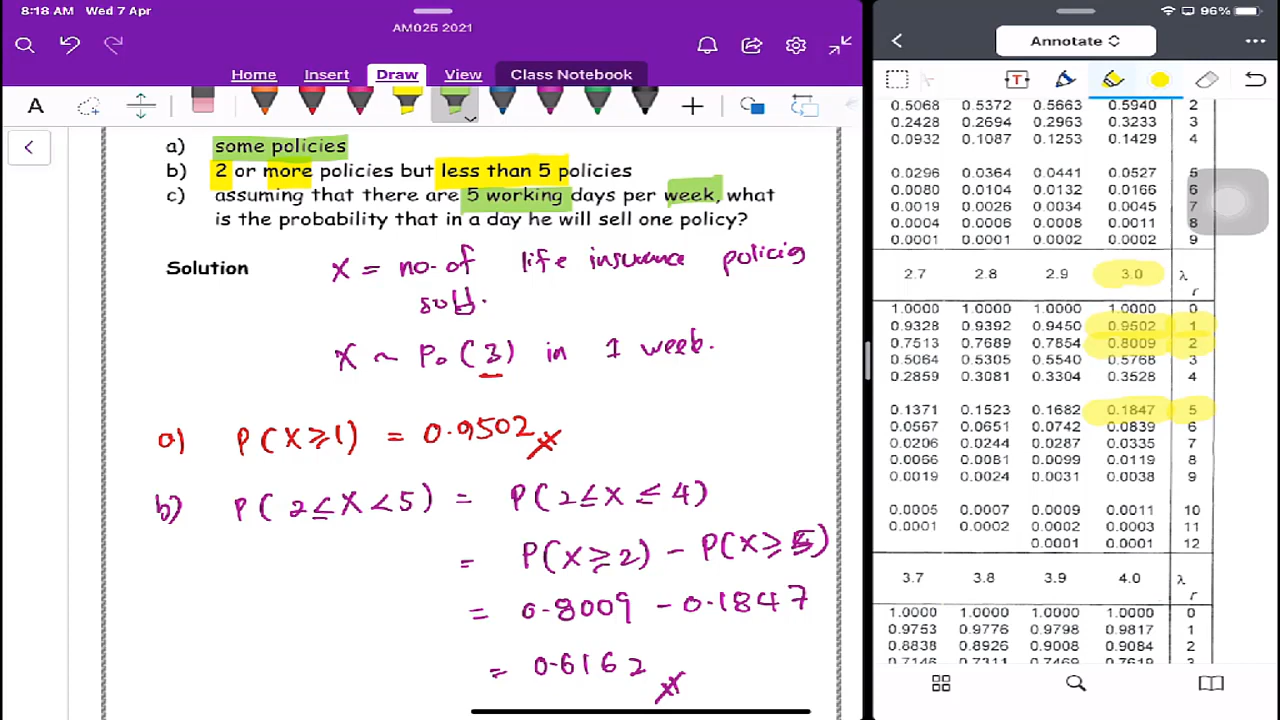 8:18 AM Wed 7 Apr
AM025 2021
Home Insert Draw View Class Notebook
A
a) some policies
b) 2 or more policies but less than 5 policies
c) assuming that there are 5 working days per week, what
is the probability that in a day he will sell one policy?
Solution
X = no. of life insurance policies
sold.
X ~ Po (3) in 1 week.
a) P(X≥1) = 0.9502
b) P(2≤X<5) = P(2≤X≤4)
= P(X≥2) - P(X≥5)
= 0.8009 - 0.1847
= 0.6162
96%
Annotate
T
0.5068 0.5372 0.5663 0.5940 2
0.2428 0.2694 0.2963 0.3233 3
0.0932 0.1087 0.1253 0.1429 4
0.0296 0.0364 0.0441 0.0527 5
0.0080 0.0104 0.0132 0.0166 6
0.0019 0.0026 0.0034 0.0045 7
0.0004 0.0006 0.0008 0.0011 8
0.0001 0.0001 0.0002 0.0002 9
2.7 2.8 2.9 3.0 λ
r
1.0000 1.0000 1.0000 1.0000 0
0.9328 0.9392 0.9450 0.9502 1
0.7513 0.7689 0.7854 0.8009 2
0.5064 0.5305 0.5540 0.5768 3
0.2859 0.3081 0.3304 0.3528 4
0.1371 0.1523 0.1682 0.1847 5
0.0567 0.0651 0.0742 0.0839 6
0.0206 0.0244 0.0287 0.0335 7
0.0066 0.0081 0.0099 0.0119 8
0.0019 0.0024 0.0031 0.0038 9
0.0005 0.0007 0.0009 0.0011 10
0.0001 0.0002 0.0002 0.0003 11
0.0001 0.0001 12
3.7 3.8 3.9 4.0 λ
r
1.0000 1.0000 1.0000 1.0000 0
0.9753 0.9776 0.9798 0.9817 1
0.8838 0.8926 0.9008 0.9084 2
0.7146 0.7311 0.7469 0.7619 3